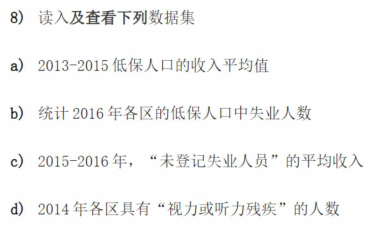 8) 读入及查看下列数据集
a) 2013-2015 低保人口的收入平均值
b) 统计 2016 年各区的低保人口中失业人数
c) 2015-2016 年，“未登记失业人员”的平均收入
d) 2014 年各区具有“视力或听力残疾”的人数